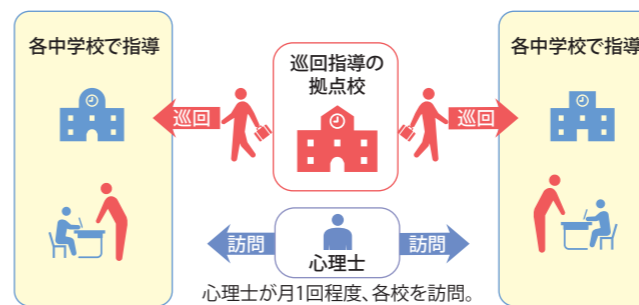 各中学校で指導
巡回指導の
拠点校
各中学校で指導
巡回
巡回
訪問
心理士
訪問
心理士が月1回程度、各校を訪問。